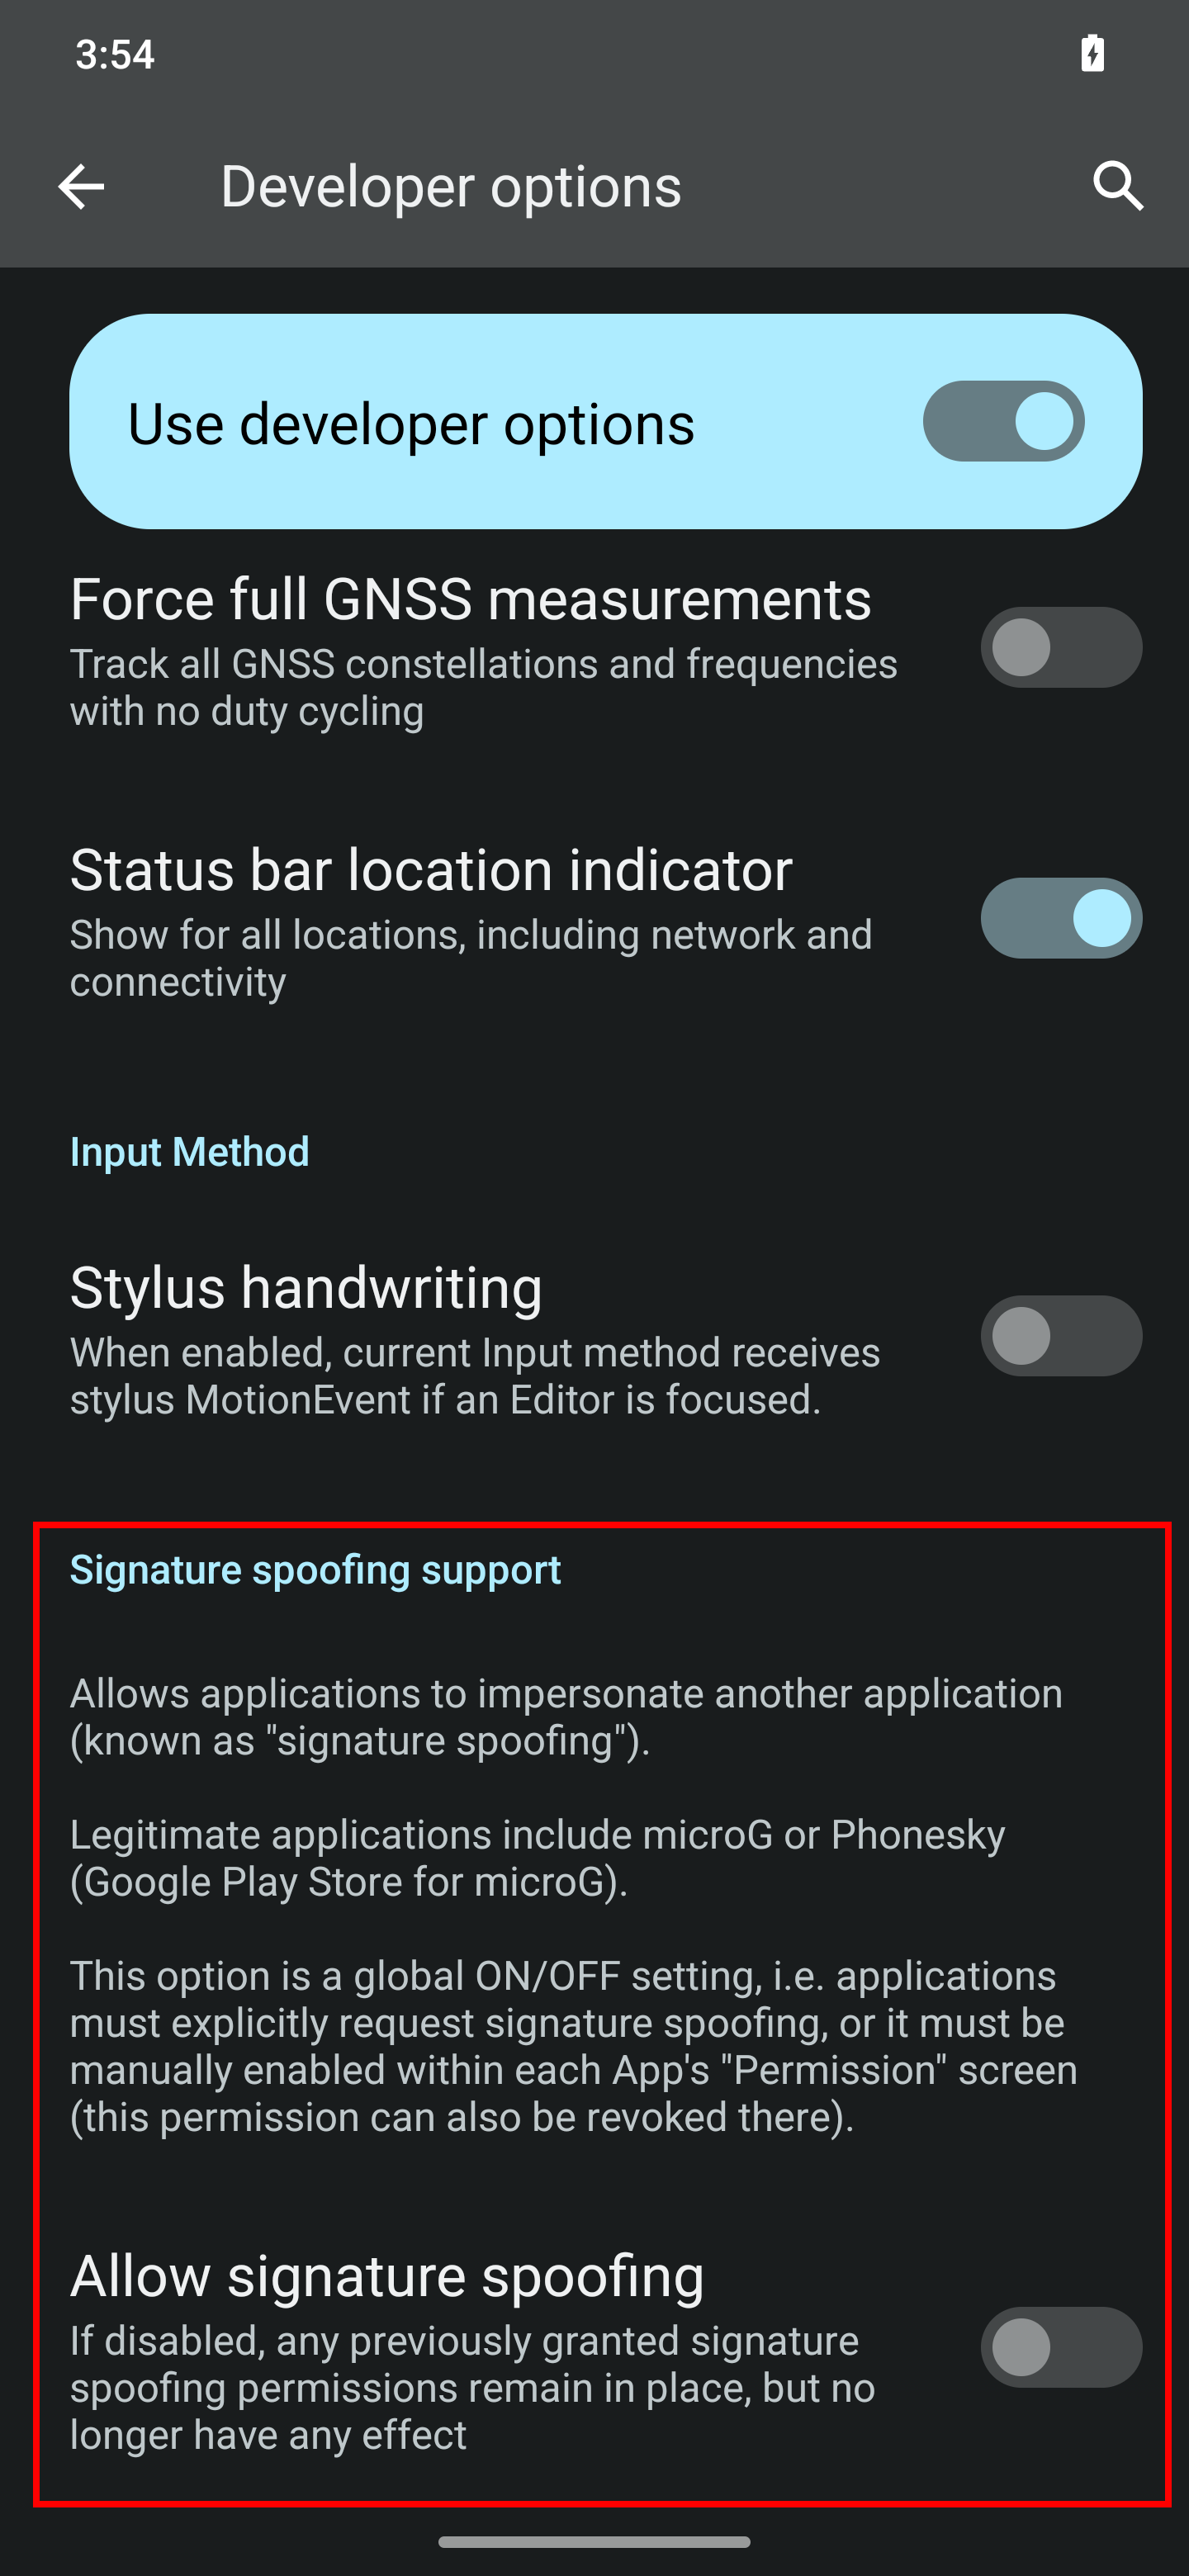 3:54
Developer options
Use developer options
Force full GNSS measurements
Track all GNSS constellations and frequencies
with no duty cycling
Status bar location indicator
Show for all locations, including network and
connectivity
Input Method
Stylus handwriting
When enabled, current Input method receives
stylus MotionEvent if an Editor is focused.
Signature spoofing support
Allows applications to impersonate another application
(known as "signature spoofing").
Legitimate applications include microG or Phonesky
(Google Play Store for microG).
This option is a global ON/OFF setting, i.e. applications
must explicitly request signature spoofing, or it must be
manually enabled within each App's "Permission" screen
(this permission can also be revoked there).
Allow signature spoofing
If disabled, any previously granted signature
spoofing permissions remain in place, but no
longer have any effect